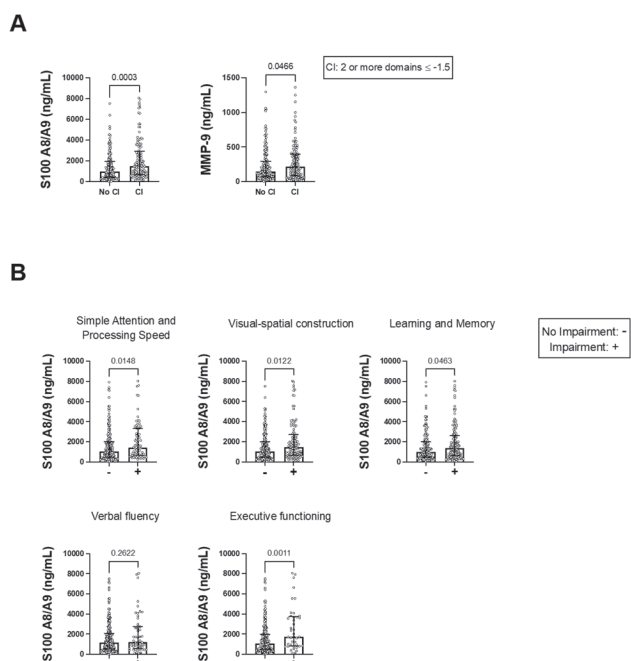 A
S100 A8/A9 (ng/mL)
10000
8000
6000
4000
2000
0
0.0003
No CI
CI
MMP-9 (ng/mL)
1500
1000
500
0
0.0466
No CI
CI
CI: 2 or more domains ≤ -1.5
B
Simple Attention and
Processing Speed
S100 A8/A9 (ng/mL)
10000
8000
6000
4000
2000
0
0.0148
-
+
Visual-spatial construction
S100 A8/A9 (ng/mL)
10000
8000
6000
4000
2000
0
0.0122
-
+
Learning and Memory
S100 A8/A9 (ng/mL)
10000
8000
6000
4000
2000
0
0.0463
-
+
No Impairment: -
Impairment: +
Verbal fluency
S100 A8/A9 (ng/mL)
10000
8000
6000
4000
2000
0
0.2622
Executive functioning
S100 A8/A9 (ng/mL)
10000
8000
6000
4000
2000
0
0.0011